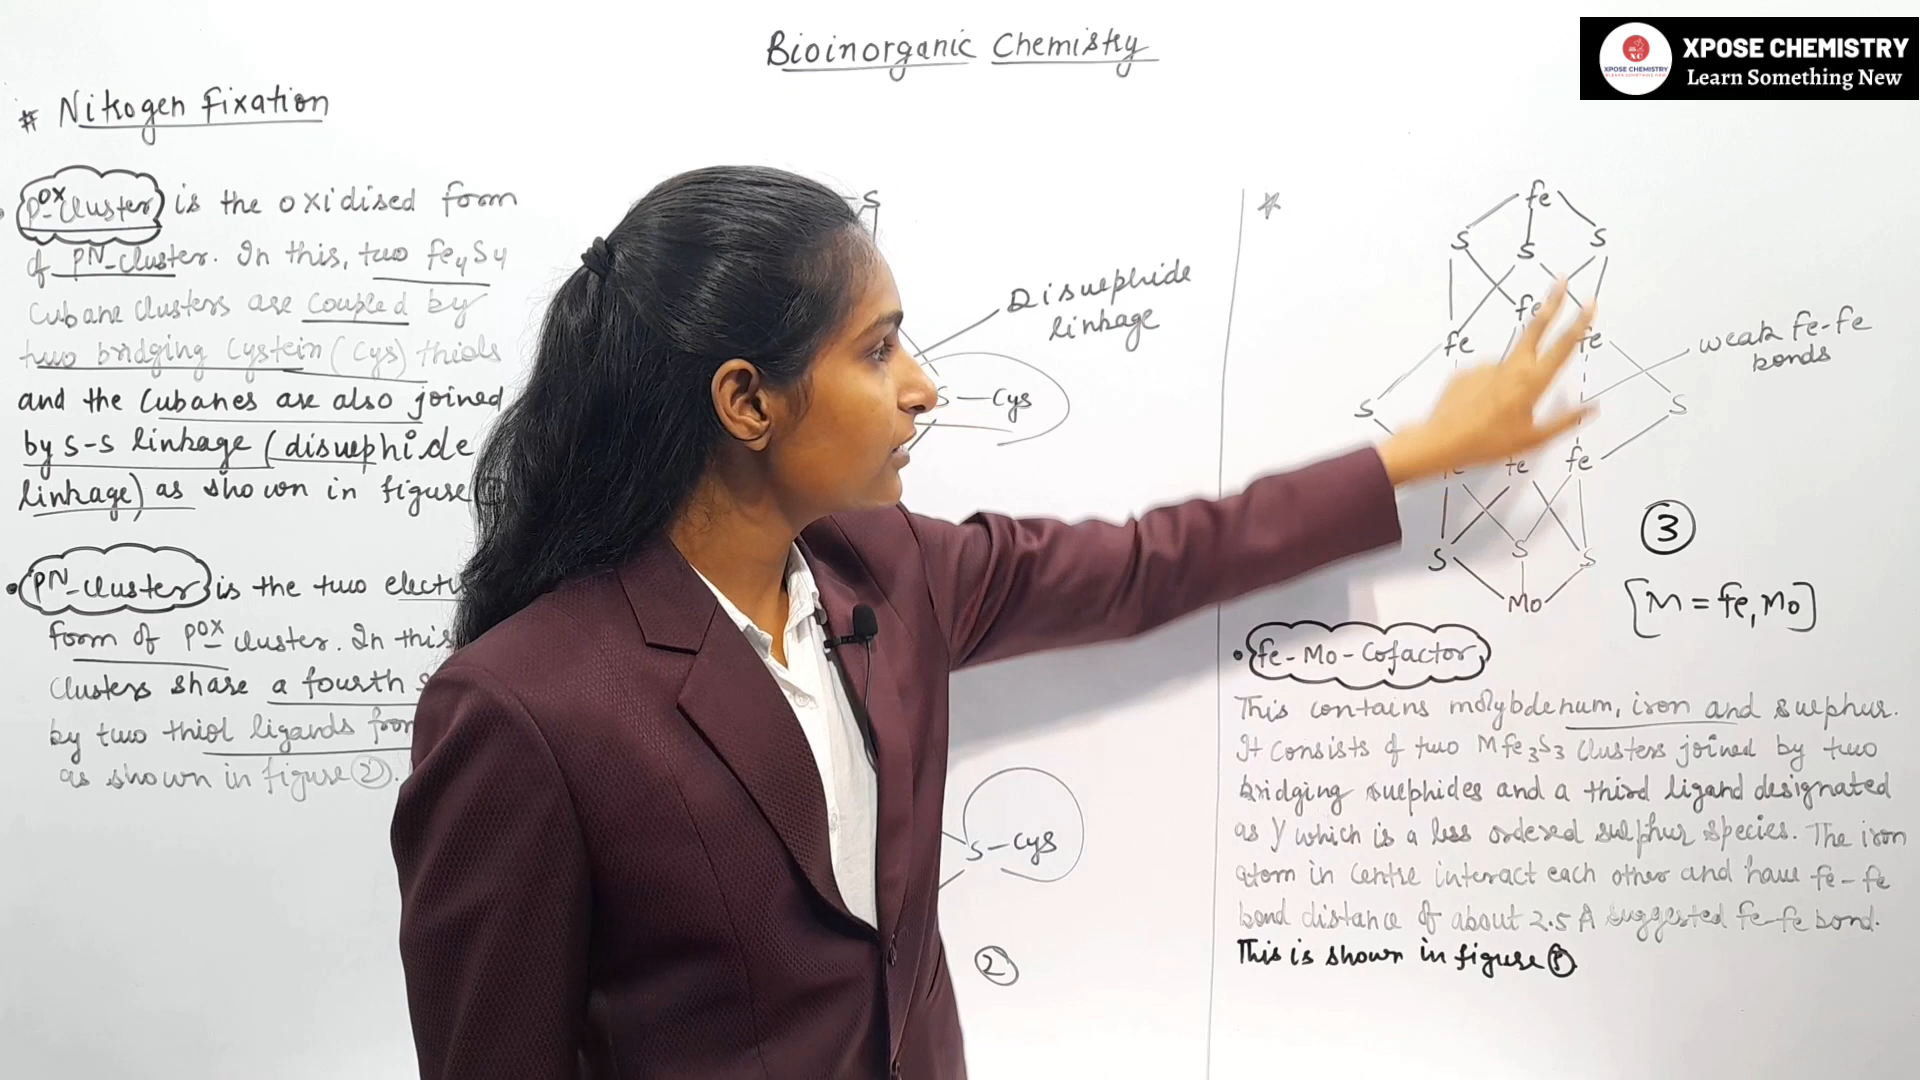 Bioinorganic Chemistry
XPOSE CHEMISTRY
Learn Something New
XPOSE CHEMISTRY
# Nitrogen Fixation
• P^OX-Cluster is the oxidised form
of P^N-Cluster. In this, two Fe4S4
Cubane Clusters are Coupled by
two bridging Cystein (Cys) thiols
and the Cubanes are also joined
by S-S linkage (disulphide
linkage) as shown in figure
• P^N-Cluster is the two
form of P^OX cluster. In this
Clusters share a fourth
by two thiol ligands from
as shown in figure ②.
S
Disulphide
linkage
S-Cys
S-Cys
②
*
Fe
S S S
Fe
Fe Fe
weak Fe-Fe
bonds
S S
Fe Fe
S S S
Mo
③
[M = Fe, Mo]
• Fe-Mo-Cofactor
This contains molybdenum, iron and sulphur.
It consists of two MFe3S3 Clusters joined by two
bridging sulphides and a third ligand designated
as Y which is a less ordered sulphur species. The iron
atom in centre interact each other and have Fe-Fe
bond distance of about 2.5 A suggested Fe-Fe bond.
This is shown in figure ③.